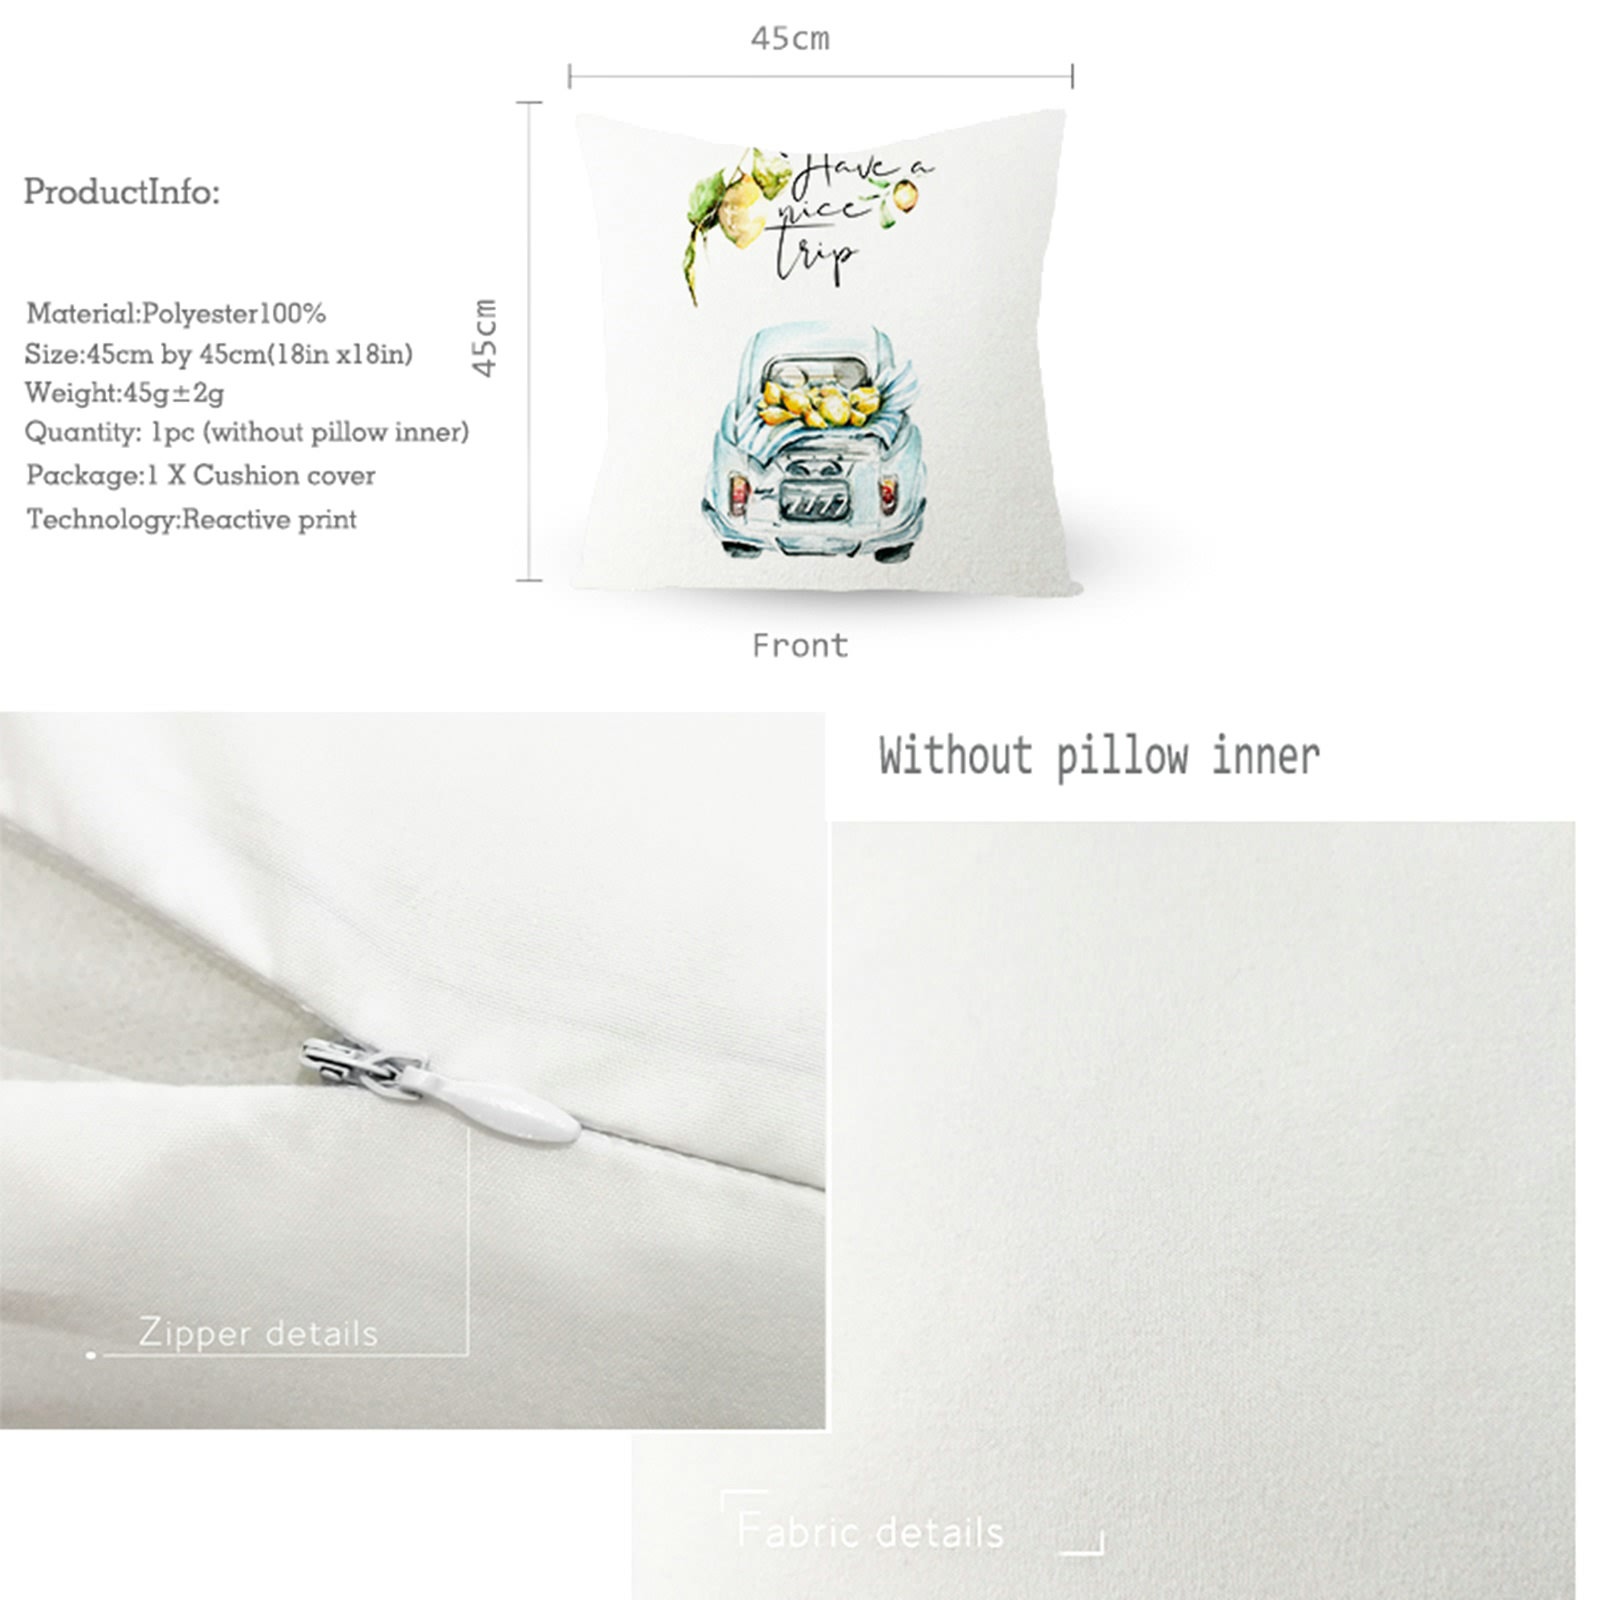 45cm
45cm
ProductInfo:
Material:Polyester100%
Size:45cm by 45cm(18in x18in)
Weight:45g±2g
Quantity: 1pc (without pillow inner)
Package:1 X Cushion cover
Technology:Reactive print
Have a
nice
Trip
7777
Front
Without pillow inner
Zipper details
Fabric details